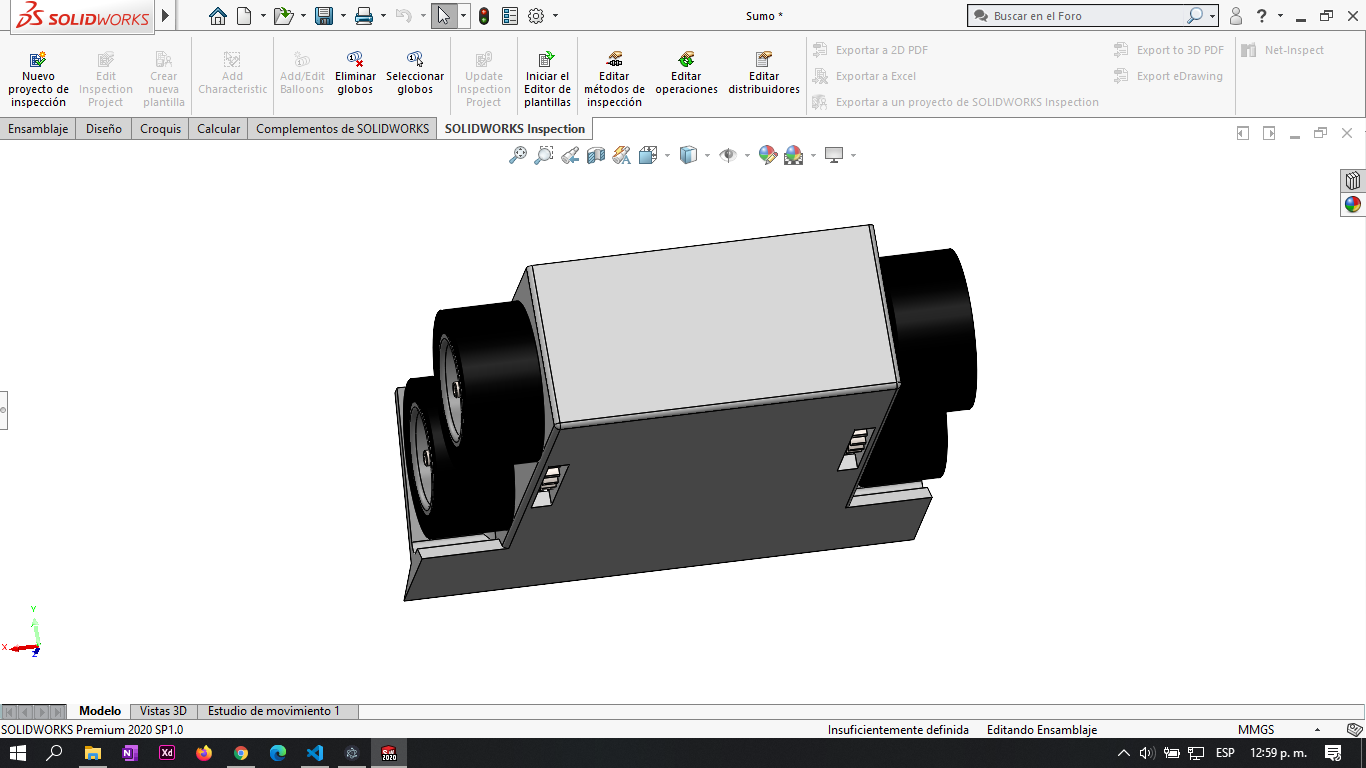 SOLIDWORKS
Sumo *
Buscar en el Foro
Nuevo proyecto de inspección
Edit Inspection Project
Crear nueva plantilla
Add Characteristic
Add/Edit Balloons
Eliminar globos
Seleccionar globos
Update Inspection Project
Iniciar el Editor de plantillas
Editar métodos de inspección
Editar operaciones
Editar distribuidores
Exportar a 2D PDF
Exportar a Excel
Exportar a un proyecto de SOLIDWORKS Inspection
Export to 3D PDF
Export eDrawing
Net-Inspect
Ensamblaje
Diseño
Croquis
Calcular
Complementos de SOLIDWORKS
SOLIDWORKS Inspection
Y
X
Z
Modelo
Vistas 3D
Estudio de movimiento 1
SOLIDWORKS Premium 2020 SP1.0
Insuficientemente definida
Editando Ensamblaje
MMGS
N
Xd
SW
2020
ESP
12:59 p. m.